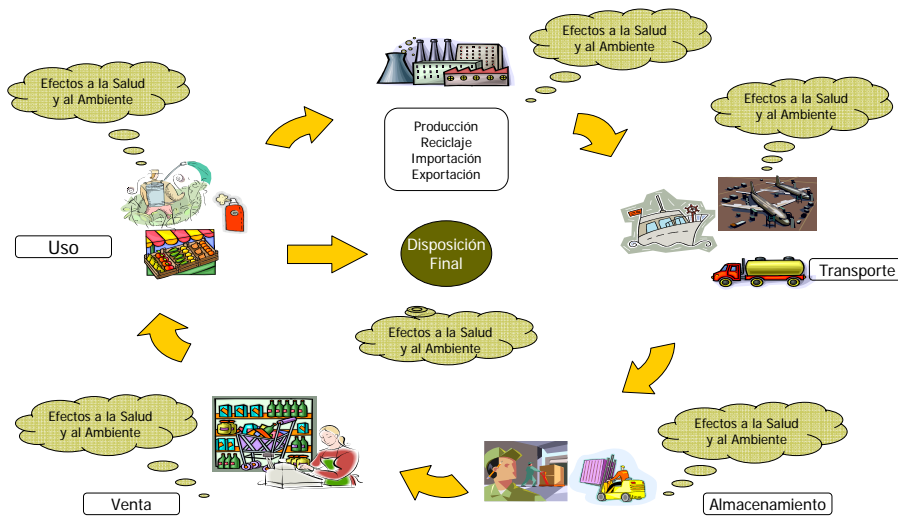 Efectos a la Salud
y al Ambiente
Efectos a la Salud
y al Ambiente
Efectos a la Salud
y al Ambiente
Producción
Reciclaje
Importación
Exportación
Uso
Disposición
Final
Transporte
Efectos a la Salud
y al Ambiente
Efectos a la Salud
y al Ambiente
Efectos a la Salud
y al Ambiente
Venta
Almacenamiento